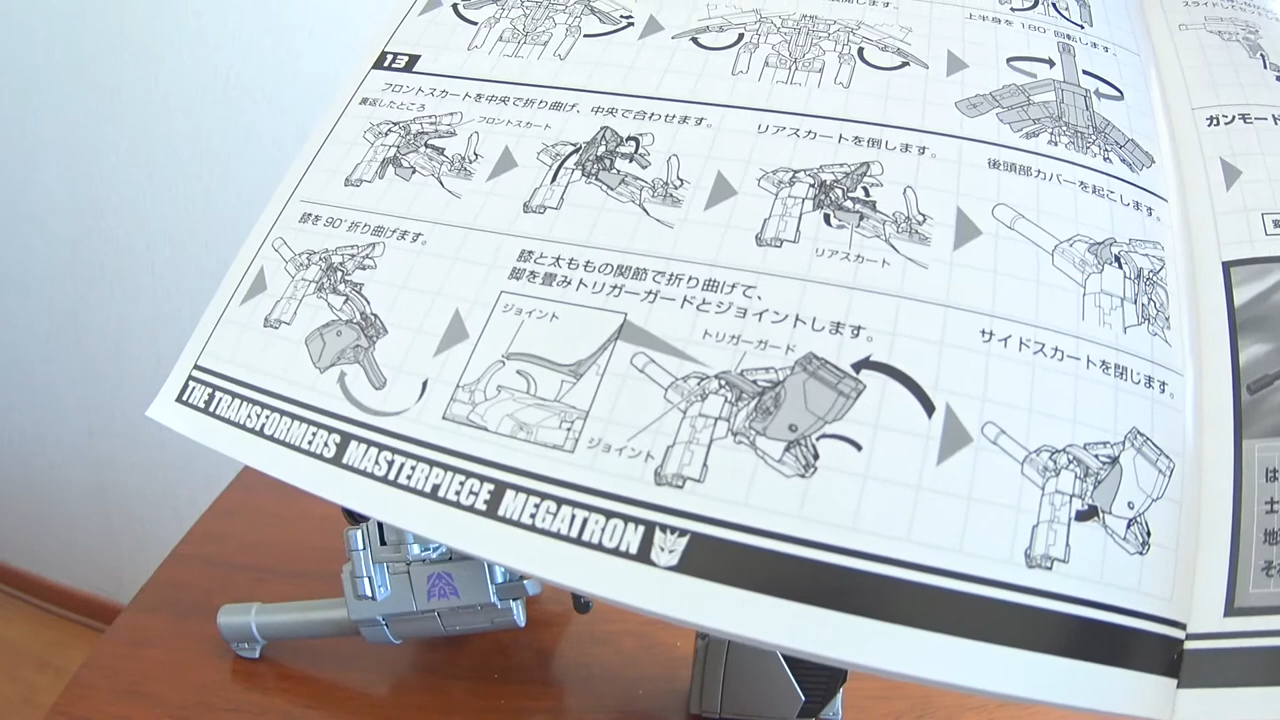 上半身を180°回転します。
13
フロントスカートを中央で折り曲げ、中央で合わせます。
裏返したところ
フロントスカート
リアスカートを倒します。
リアスカート
後頭部カバーを起こします。
膝を90°折り曲げます。
膝と太ももの関節で折り曲げて、
脚を畳みトリガーガードとジョイントします。
ジョイント
トリガーガード
ジョイント
サイドスカートを閉じます。
THE TRANSFORMERS MASTERPIECE MEGATRON
ガンモード